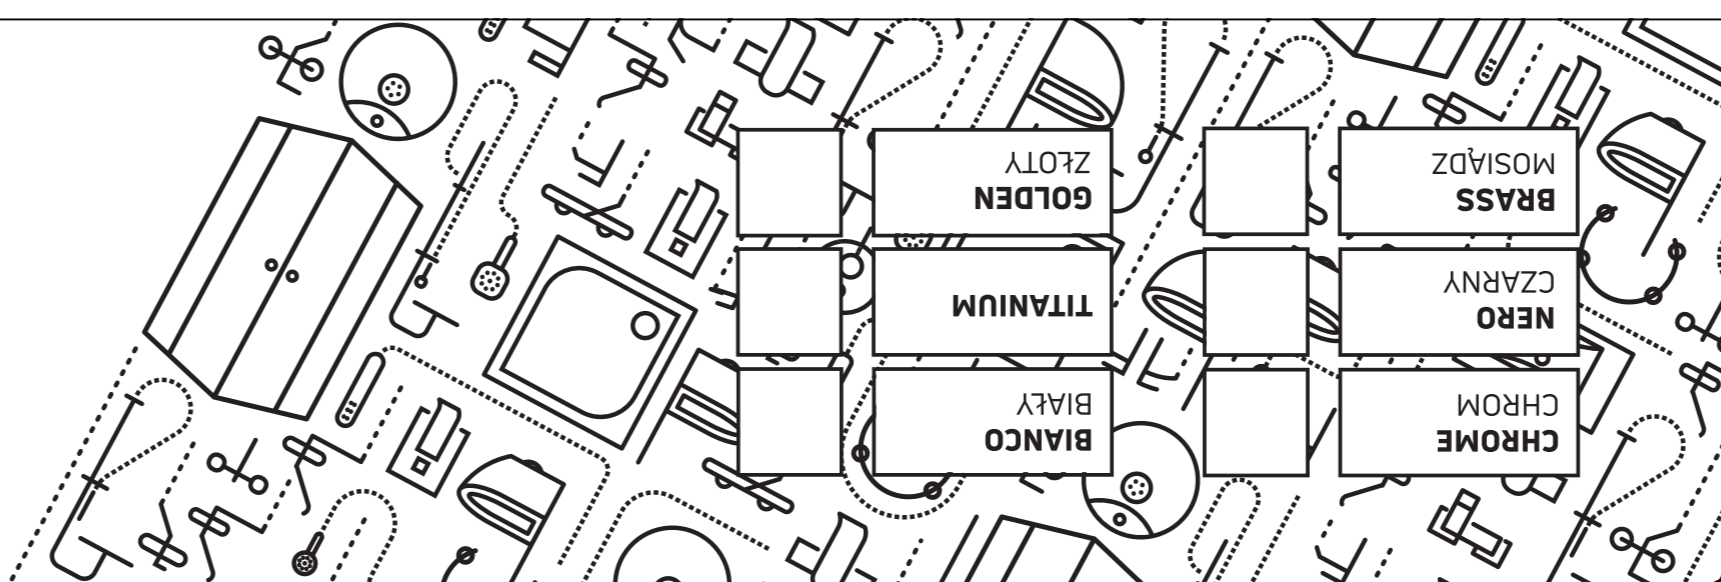 CHROME
CHROM
NERO
CZARNY
BRASS
MOSIĄDZ
BIANCO
BIAŁY
TITANIUM
GOLDEN
ZŁOTY